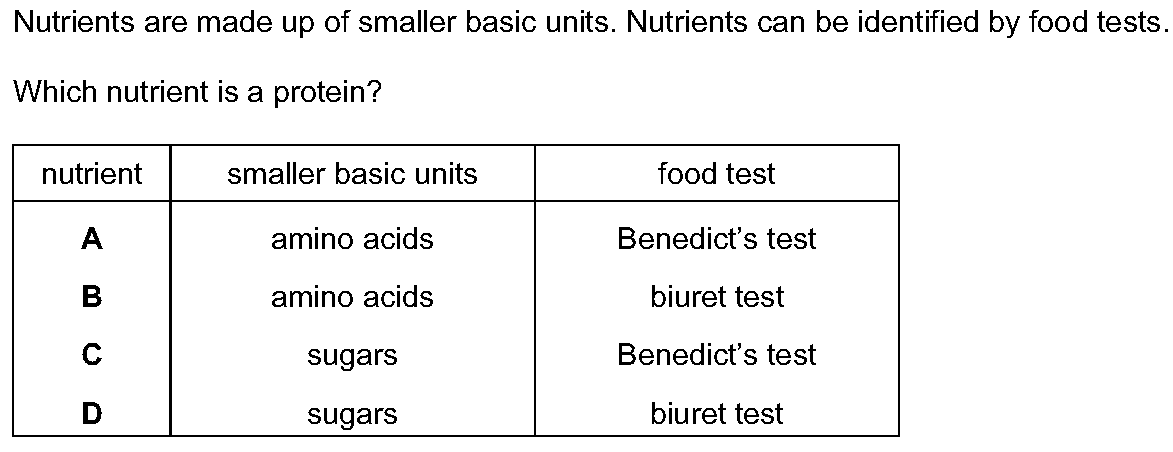 Nutrients are made up of smaller basic units. Nutrients can be identified by food tests.
Which nutrient is a protein?
nutrient smaller basic units food test
A amino acids Benedict’s test
B amino acids biuret test
C sugars Benedict’s test
D sugars biuret test